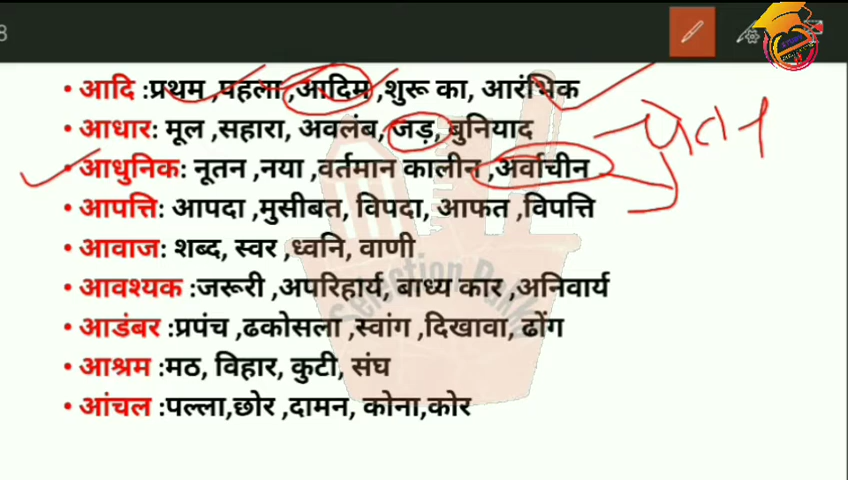 8
• आदि :प्रथम ,पहला ,आदिम ,शुरू का, आरंभिक
• आधार: मूल ,सहारा, अवलंब, जड़, बुनियाद
• आधुनिक: नूतन ,नया ,वर्तमान कालीन ,अर्वाचीन
• आपत्ति: आपदा ,मुसीबत, विपदा, आफत ,विपत्ति
• आवाज: शब्द, स्वर ,ध्वनि, वाणी
• आवश्यक :जरूरी ,अपरिहार्य, बाध्य कार ,अनिवार्य
• आडंबर :प्रपंच ,ढकोसला ,स्वांग ,दिखावा, ढोंग
• आश्रम :मठ, विहार, कुटी, संघ
• आंचल :पल्ला,छोर ,दामन, कोना,कोर